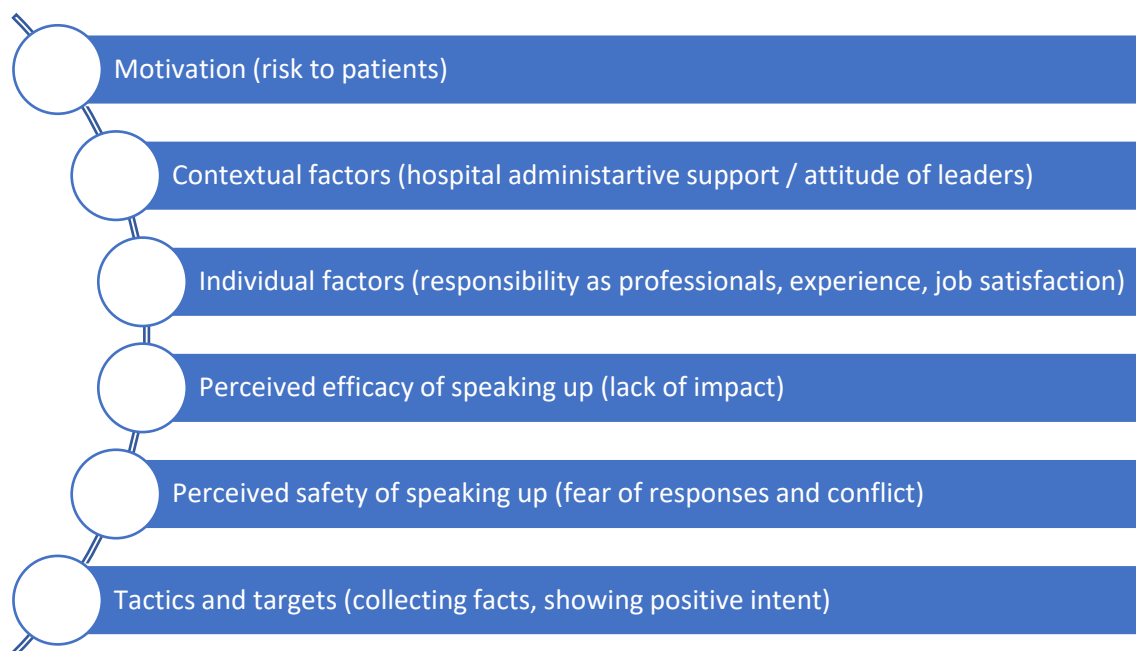 Motivation (risk to patients)
Contextual factors (hospital administartive support / attitude of leaders)
Individual factors (responsibility as professionals, experience, job satisfaction)
Perceived efficacy of speaking up (lack of impact)
Perceived safety of speaking up (fear of responses and conflict)
Tactics and targets (collecting facts, showing positive intent)